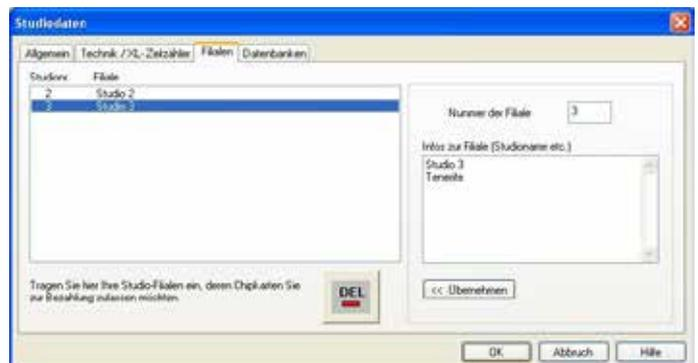 Studiodaten
Allgemein Technik / XL-Zeitzähler Filialen Datenbanken
Studionr. Filiale
2 Studio 2
3 Studio 3
Tragen Sie hier Ihre Studio-Filialen ein, deren Chipkarten Sie
zur Bezahlung zulassen möchten.
DEL
Nummer der Filiale 3
Infos zur Filiale (Studioname etc.)
Studio 3
Teneriffa
<< Übernehmen
OK Abbruch Hilfe